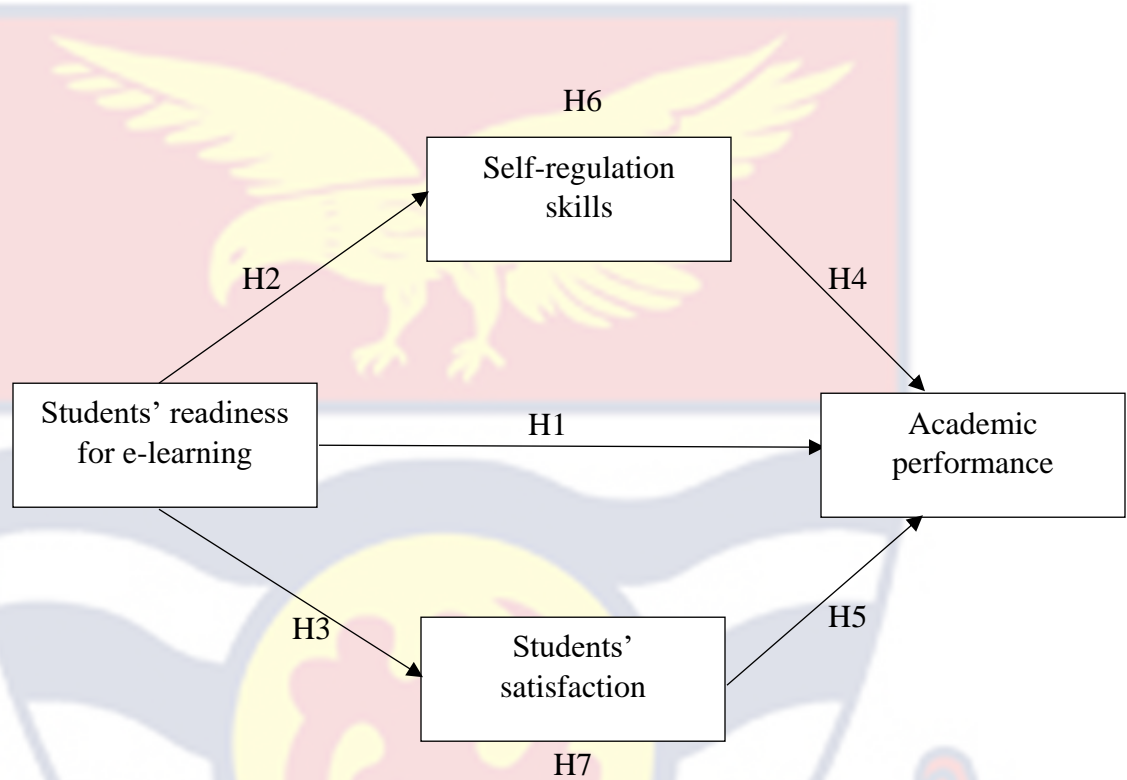 H6
Self-regulation
skills
H2
H4
Students’ readiness
for e-learning
H1
Academic
performance
H3
Students’
satisfaction
H5
H7